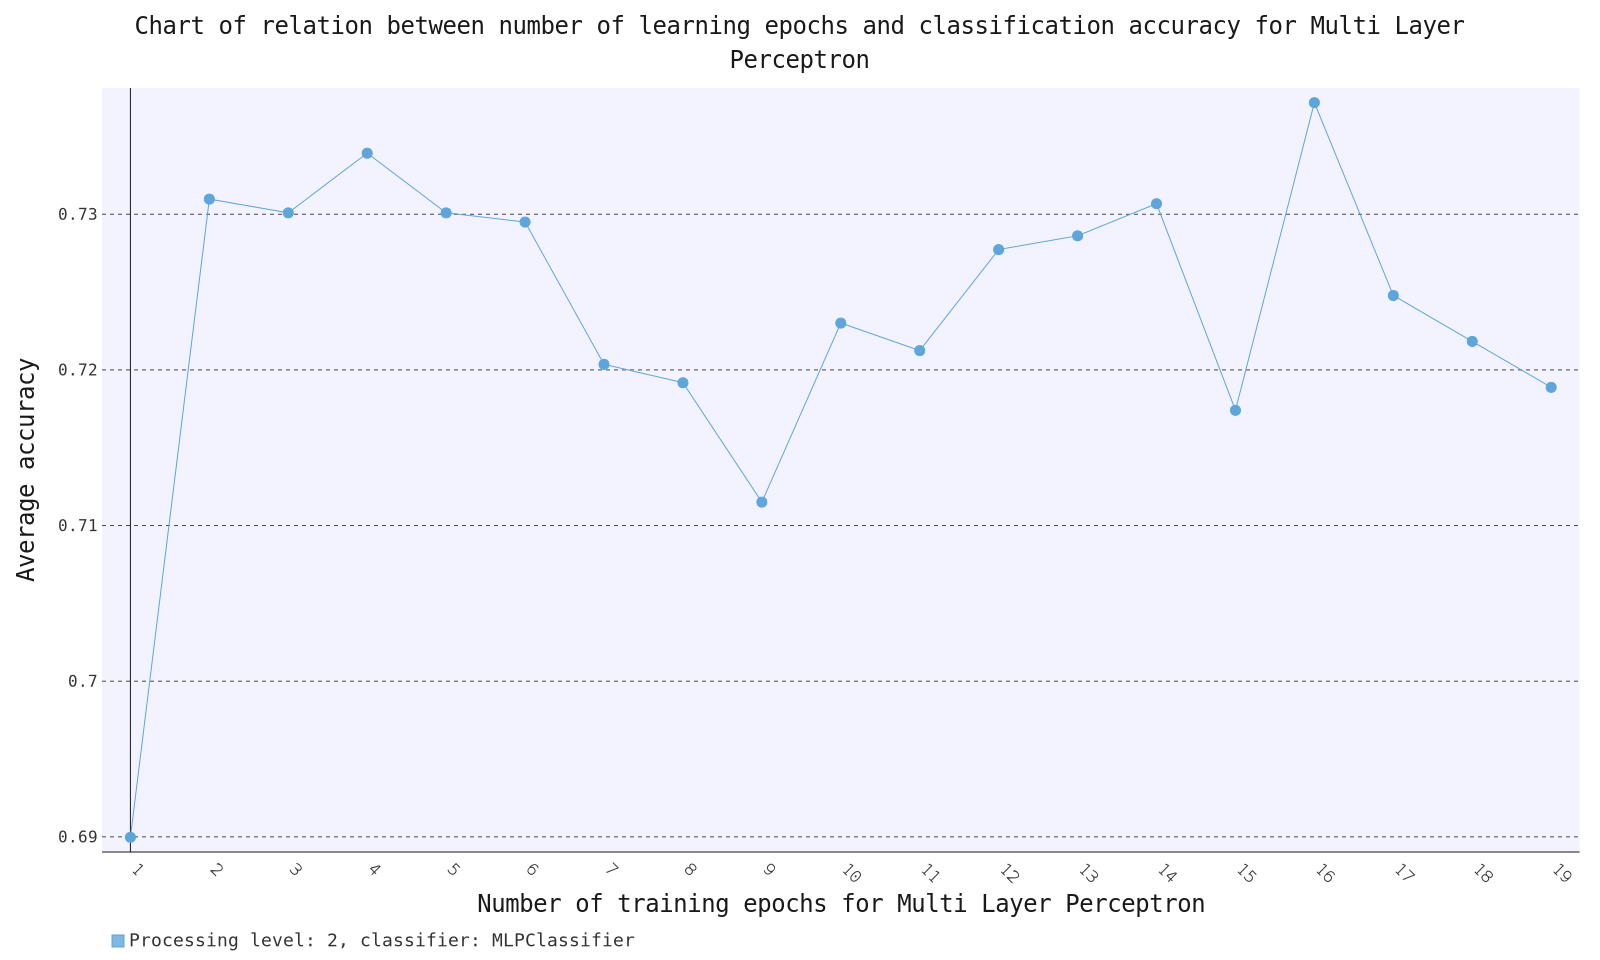 Chart of relation between number of learning epochs and classification accuracy for Multi Layer
Perceptron
Average accuracy
0.73
0.72
0.71
0.7
0.69
1 2 3 4 5 6 7 8 9 10 11 12 13 14 15 16 17 18 19
Number of training epochs for Multi Layer Perceptron
Processing level: 2, classifier: MLPClassifier